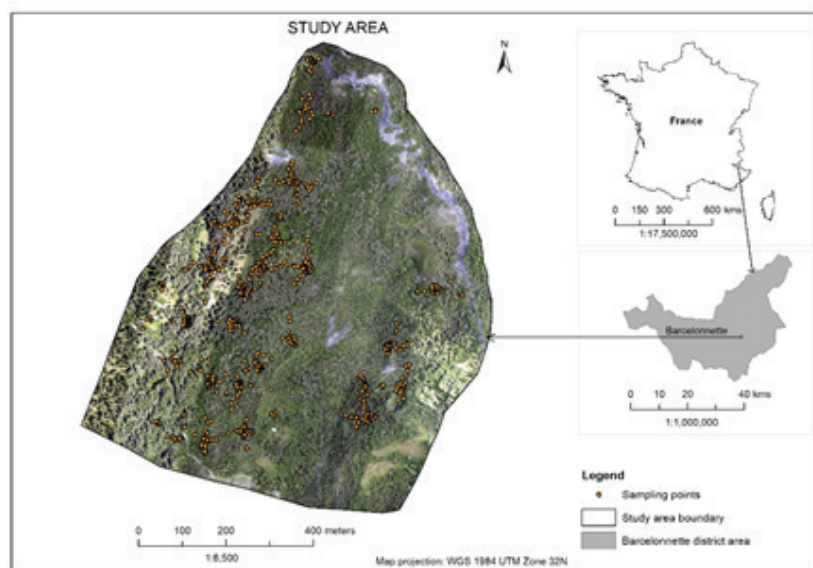 STUDY AREA
N
France
0 150 300 600 kms
1:17,500,000
Barcelonnette
0 20 40 kms
1:1,000,000
Legend
Sampling points
Study area boundary
Barcelonnette district area
0 100 200 400 meters
1:6,500
Map projection: WGS 1984 UTM Zone 32N